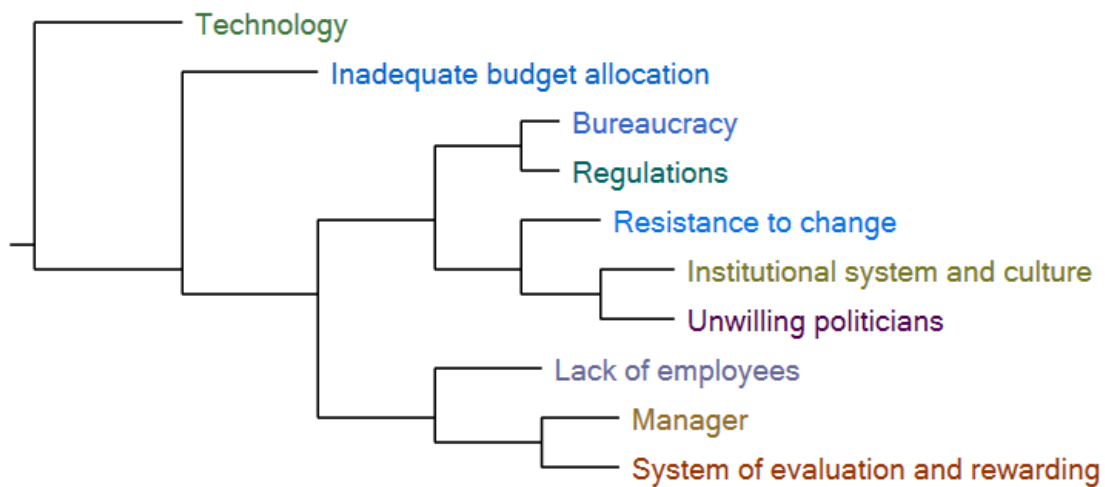 Technology
Inadequate budget allocation
Bureaucracy
Regulations
Resistance to change
Institutional system and culture
Unwilling politicians
Lack of employees
Manager
System of evaluation and rewarding